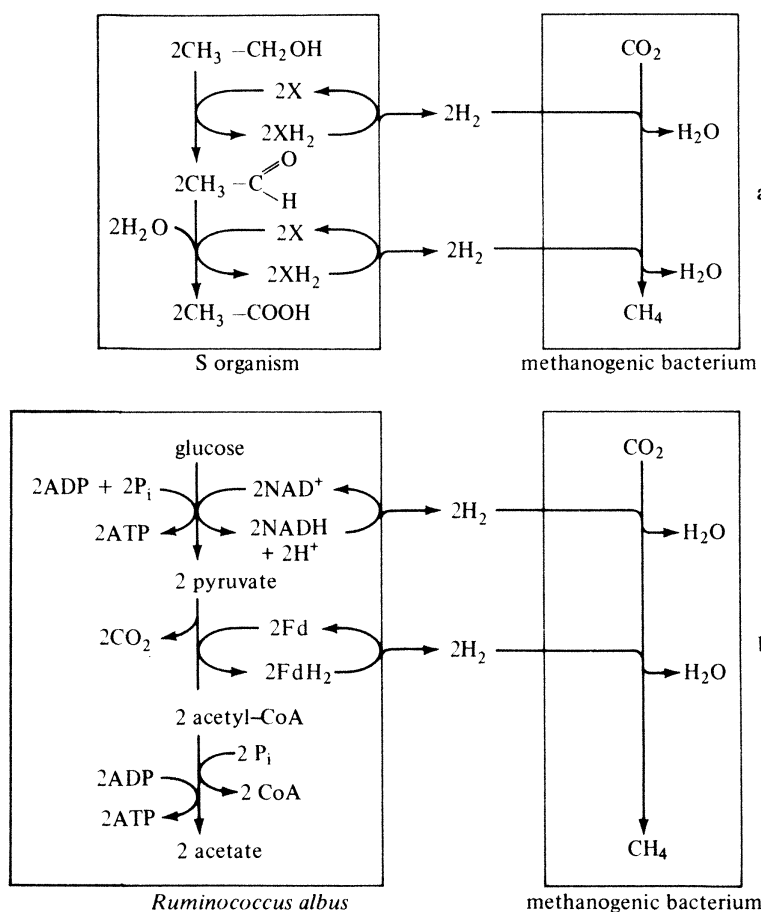 2CH₃ –CH₂OH
CO₂
2X
2XH₂
2H₂
H₂O
O
2CH₃ –C
H
2H₂O
2X
2XH₂
2H₂
H₂O
2CH₃ –COOH
CH₄
a
S organism
methanogenic bacterium
glucose
CO₂
2ADP + 2Pᵢ
2NAD⁺
2H₂
2ATP
2NADH
+ 2H⁺
H₂O
2 pyruvate
2CO₂
2Fd
2FdH₂
2H₂
H₂O
b
2 acetyl–CoA
2 Pᵢ
2ADP
2 CoA
2ATP
2 acetate
CH₄
Ruminococcus albus
methanogenic bacterium